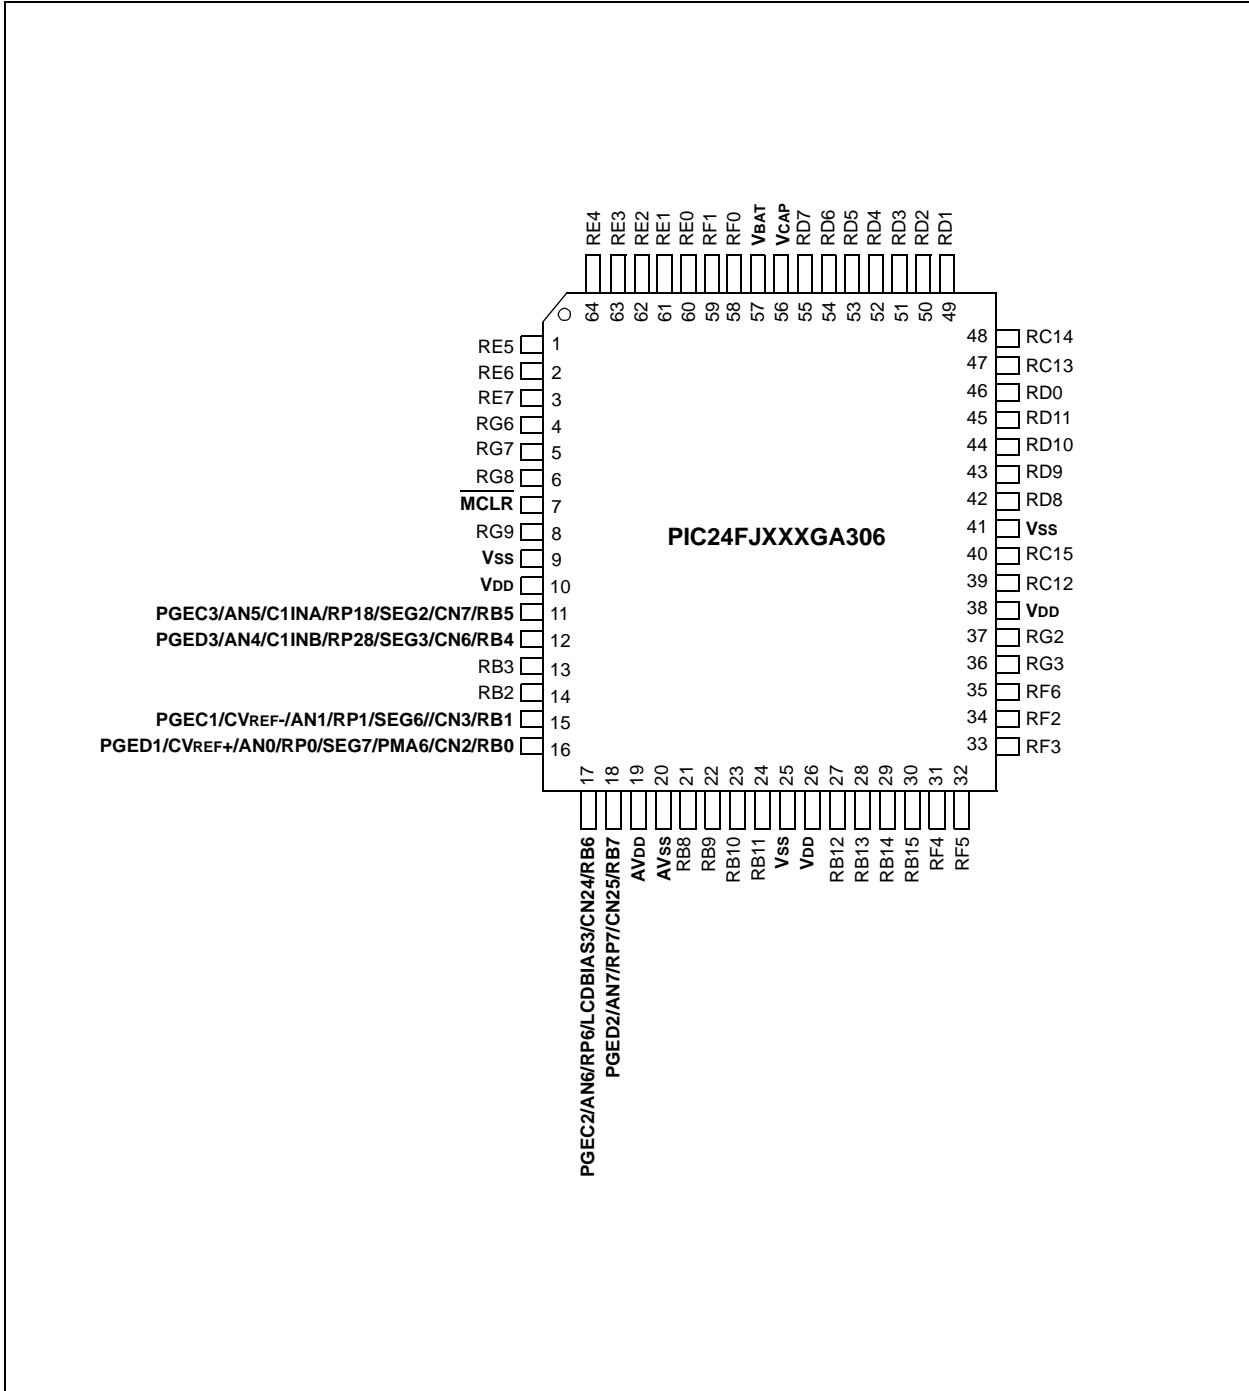 RE4 RE3 RE2 RE1 RE0 RF1 RF0 VBAT VCAP RD7 RD6 RD5 RD4 RD3 RD2 RD1
64 63 62 61 60 59 58 57 56 55 54 53 52 51 50 49
RE5 1
RE6 2
RE7 3
RG6 4
RG7 5
RG8 6
MCLR 7
RG9 8
VSS 9
VDD 10
PGEC3/AN5/C1INA/RP18/SEG2/CN7/RB5 11
PGED3/AN4/C1INB/RP28/SEG3/CN6/RB4 12
RB3 13
RB2 14
PGEC1/CVREF-/AN1/RP1/SEG6//CN3/RB1 15
PGED1/CVREF+/AN0/RP0/SEG7/PMA6/CN2/RB0 16
PIC24FJXXXGA306
48 RC14
47 RC13
46 RD0
45 RD11
44 RD10
43 RD9
42 RD8
41 VSS
40 RC15
39 RC12
38 VDD
37 RG2
36 RG3
35 RF6
34 RF2
33 RF3
17 18 19 20 21 22 23 24 25 26 27 28 29 30 31 32
PGEC2/AN6/RP6/LCDBIAS3/CN24/RB6
PGED2/AN7/RP7/CN25/RB7
AVDD
AVSS
RB8
RB9
RB10
RB11
VSS
VDD
RB12
RB13
RB14
RB15
RF4
RF5